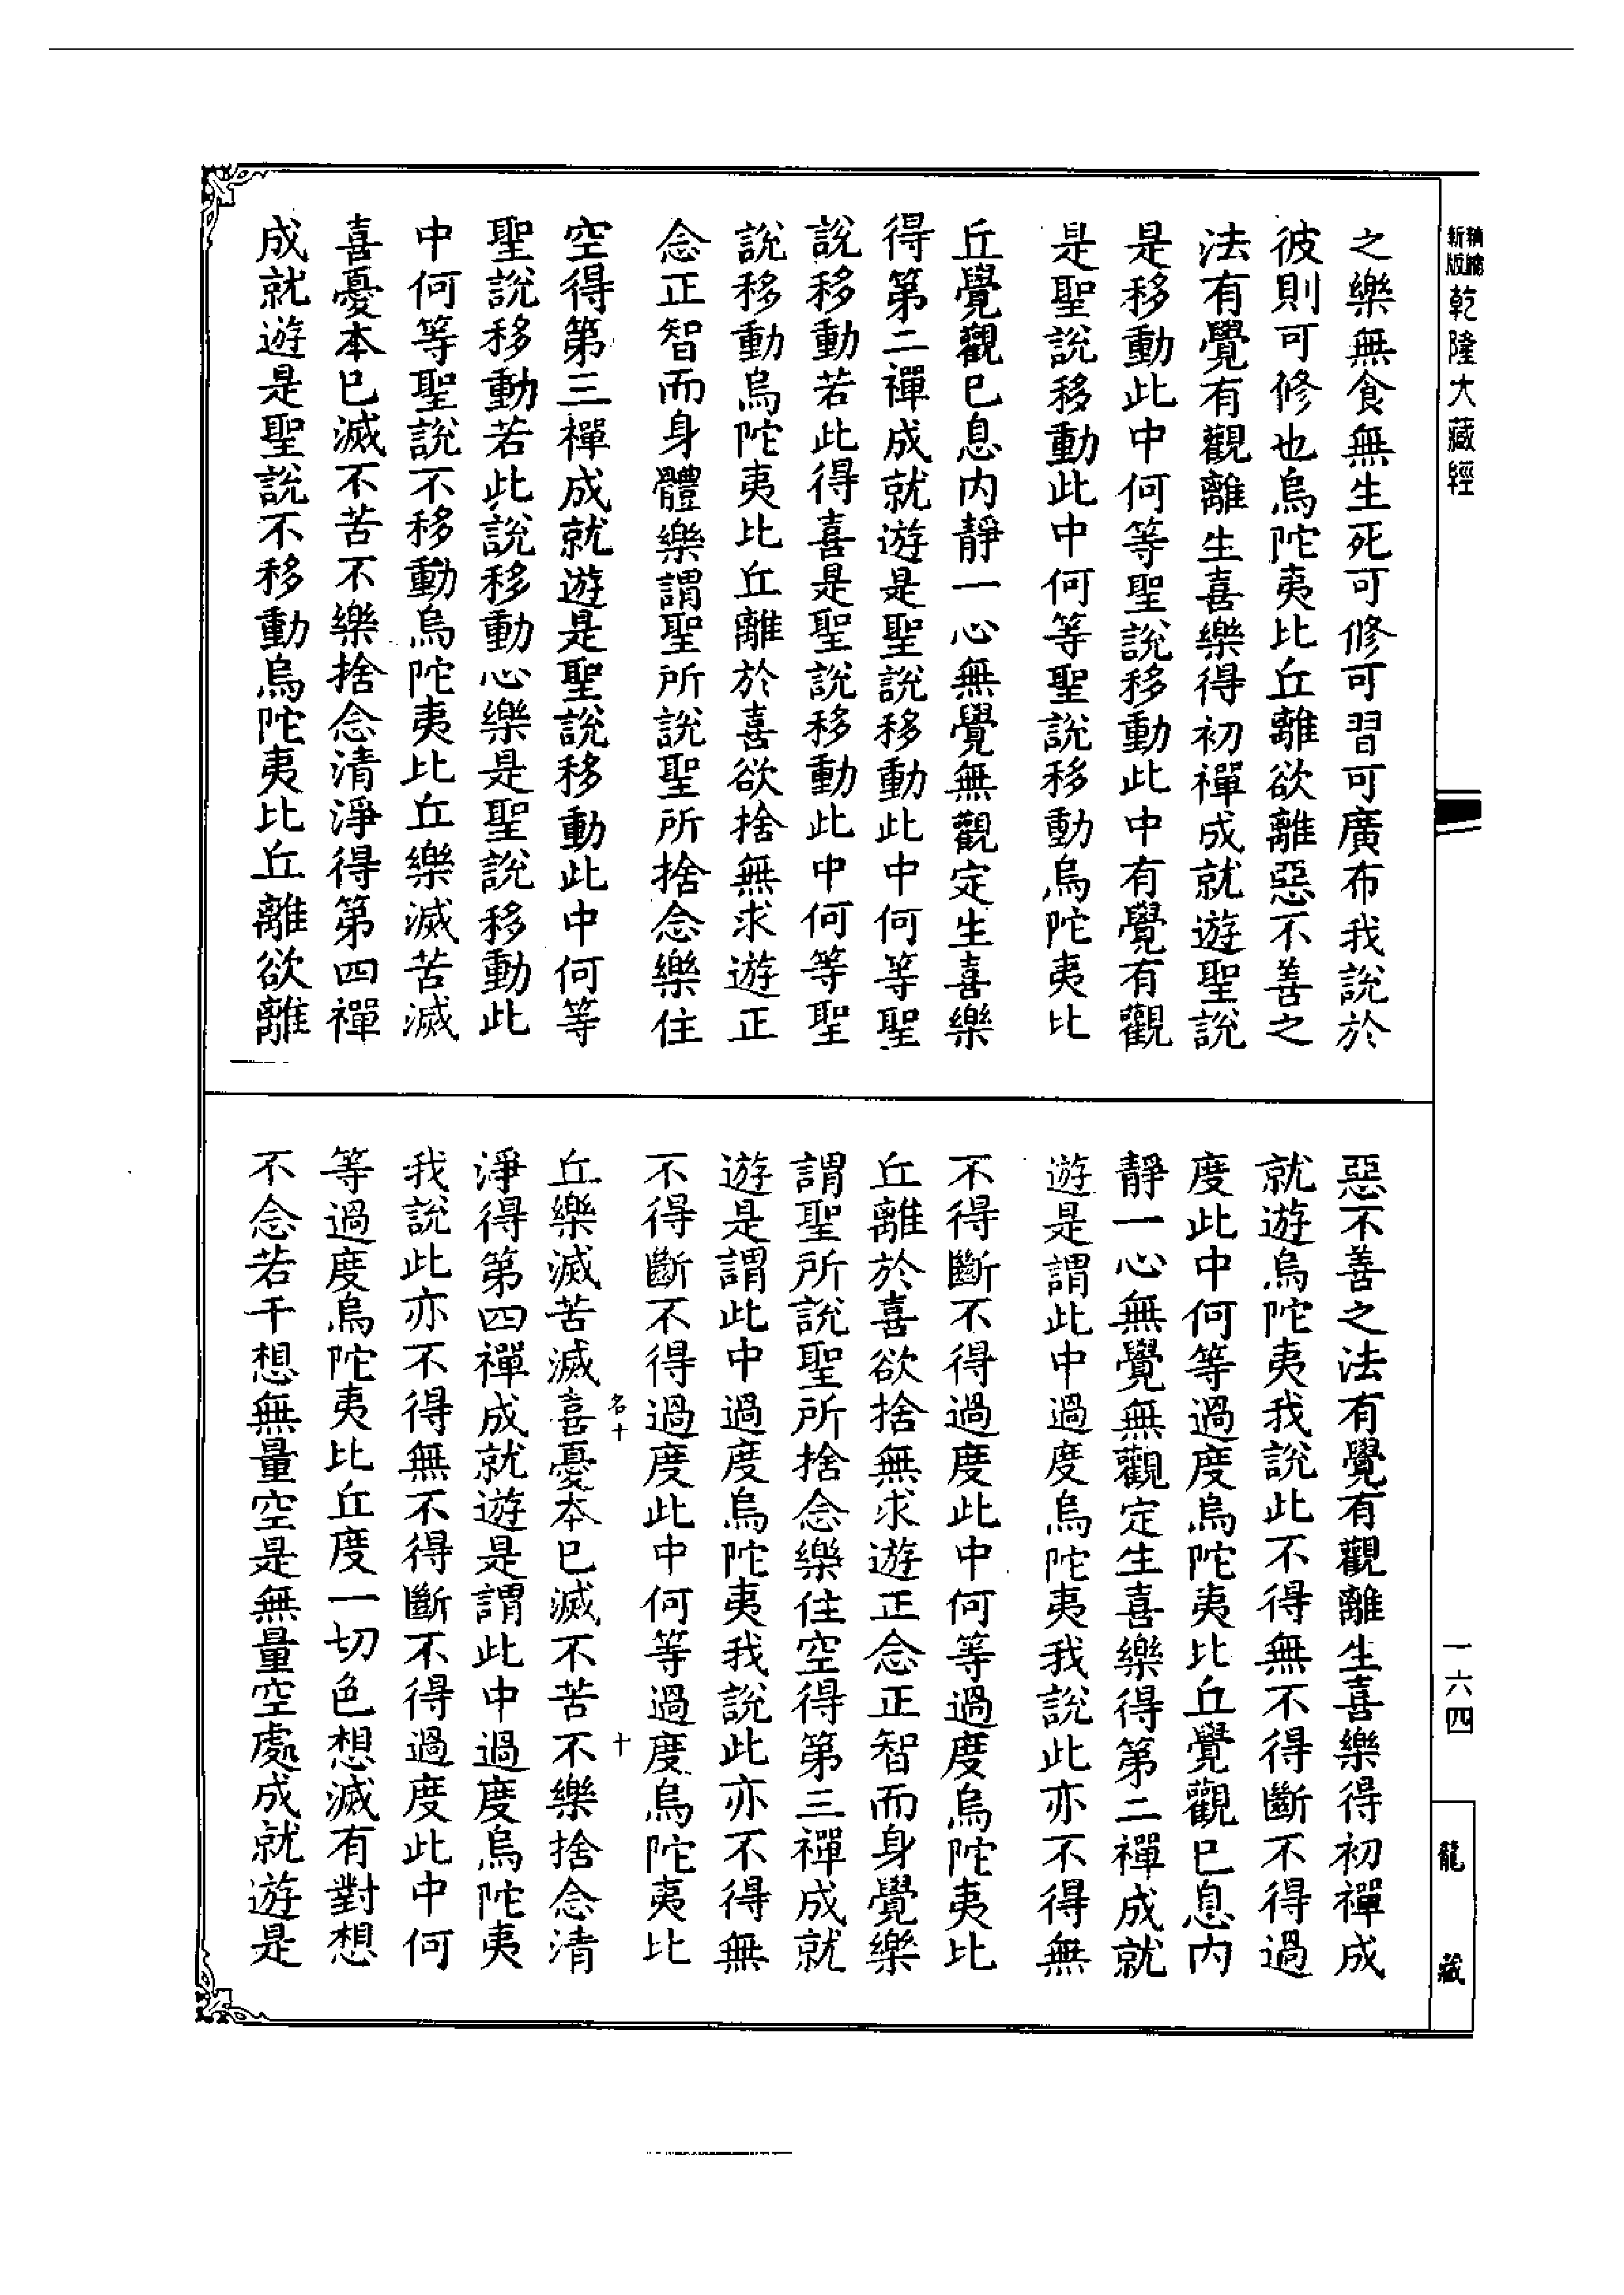 精縮新版乾隆大藏經
之樂無食無生死可修可習可廣布我說於
彼則可修也烏陀夷比丘離欲離惡不善之
法有覺有觀離生喜樂得初禪成就遊聖說
是移動此中何等聖說移動此中有覺有觀
是聖說移動此中何等聖說移動烏陀夷比
丘覺觀已息內靜一心無覺無觀定生喜樂
得第二禪成就遊是聖說移動此中何等聖
說移動若此得喜是聖說移動此中何等聖
說移動烏陀夷比丘離於喜欲捨無求遊正
念正智而身體樂謂聖所說聖所捨念樂住
空得第三禪成就遊是聖說移動此中何等
聖說移動若此說移動心樂是聖說移動此
中何等聖說不移動烏陀夷比丘樂滅苦滅
喜憂本已滅不苦不樂捨念清淨得第四禪
成就遊是聖說不移動烏陀夷比丘離欲離
惡不善之法有覺有觀離生喜樂得初禪成
就遊烏陀夷我說此不得無不得斷不得過
度此中何等過度烏陀夷比丘覺觀已息內
靜一心無覺無觀定生喜樂得第二禪成就
遊是謂此中過度烏陀夷我說此亦不得無
不得斷不得過度此中何等過度烏陀夷比
丘離於喜欲捨無求遊正念正智而身覺樂
謂聖所說聖所捨念樂住空得第三禪成就
遊是謂此中過度烏陀夷我說此亦不得無
不得斷不得過度此中何等過度烏陀夷比
名十 十
丘樂滅苦滅喜憂本已滅不苦不樂捨念清
淨得第四禪成就遊是謂此中過度烏陀夷
我說此亦不得無不得斷不得過度此中何
等過度烏陀夷比丘度一切色想滅有對想
不念若干想無量空是無量空處成就遊是
一六四
龍藏